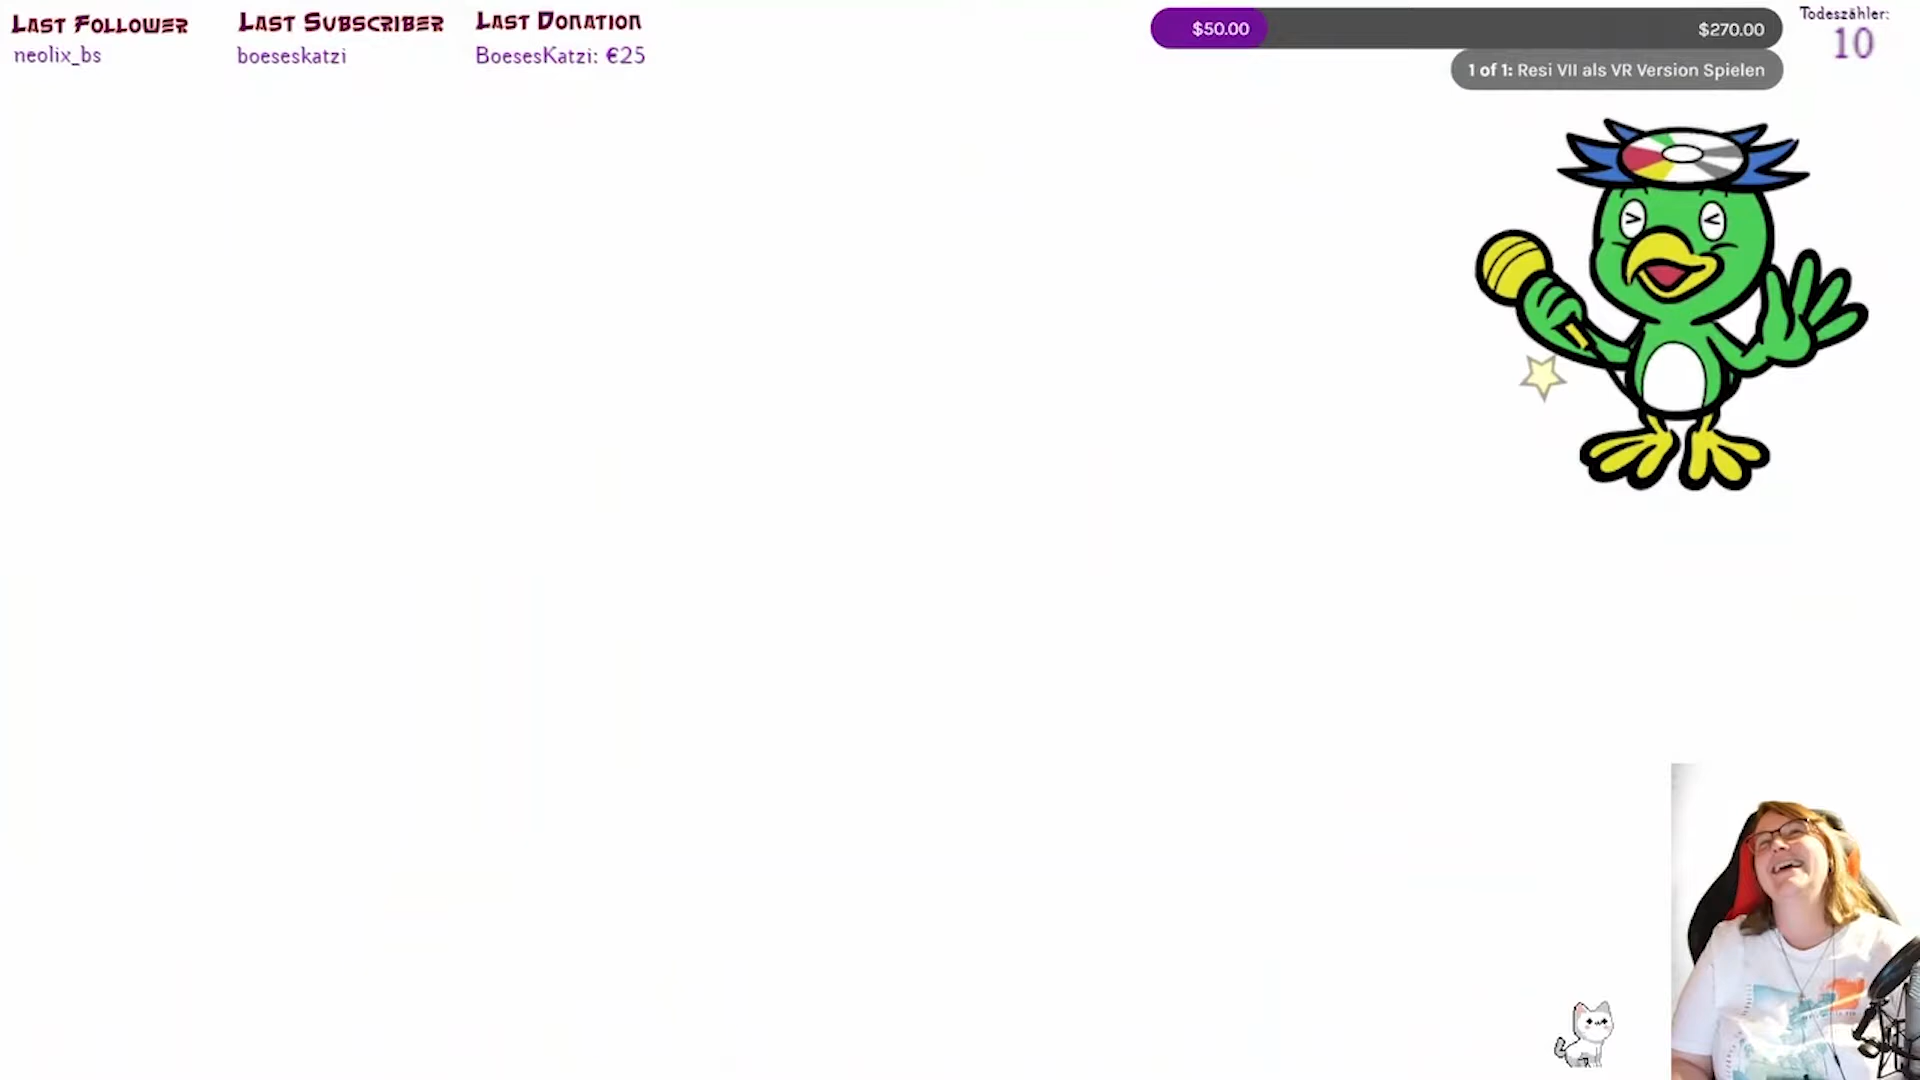 Last Follower
neolix_bs
Last Subscriber
boeseskatzi
Last Donation
BoesesKatzi: €25
$50.00
$270.00
1 of 1: Resi VII als VR Version Spielen
Todeszähler:
10